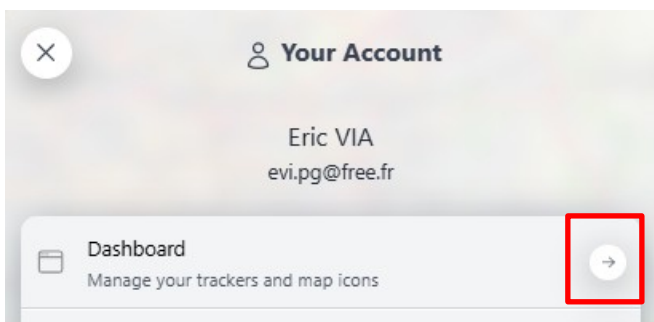 Your Account
Eric VIA
evi.pg@free.fr
Dashboard
Manage your trackers and map icons